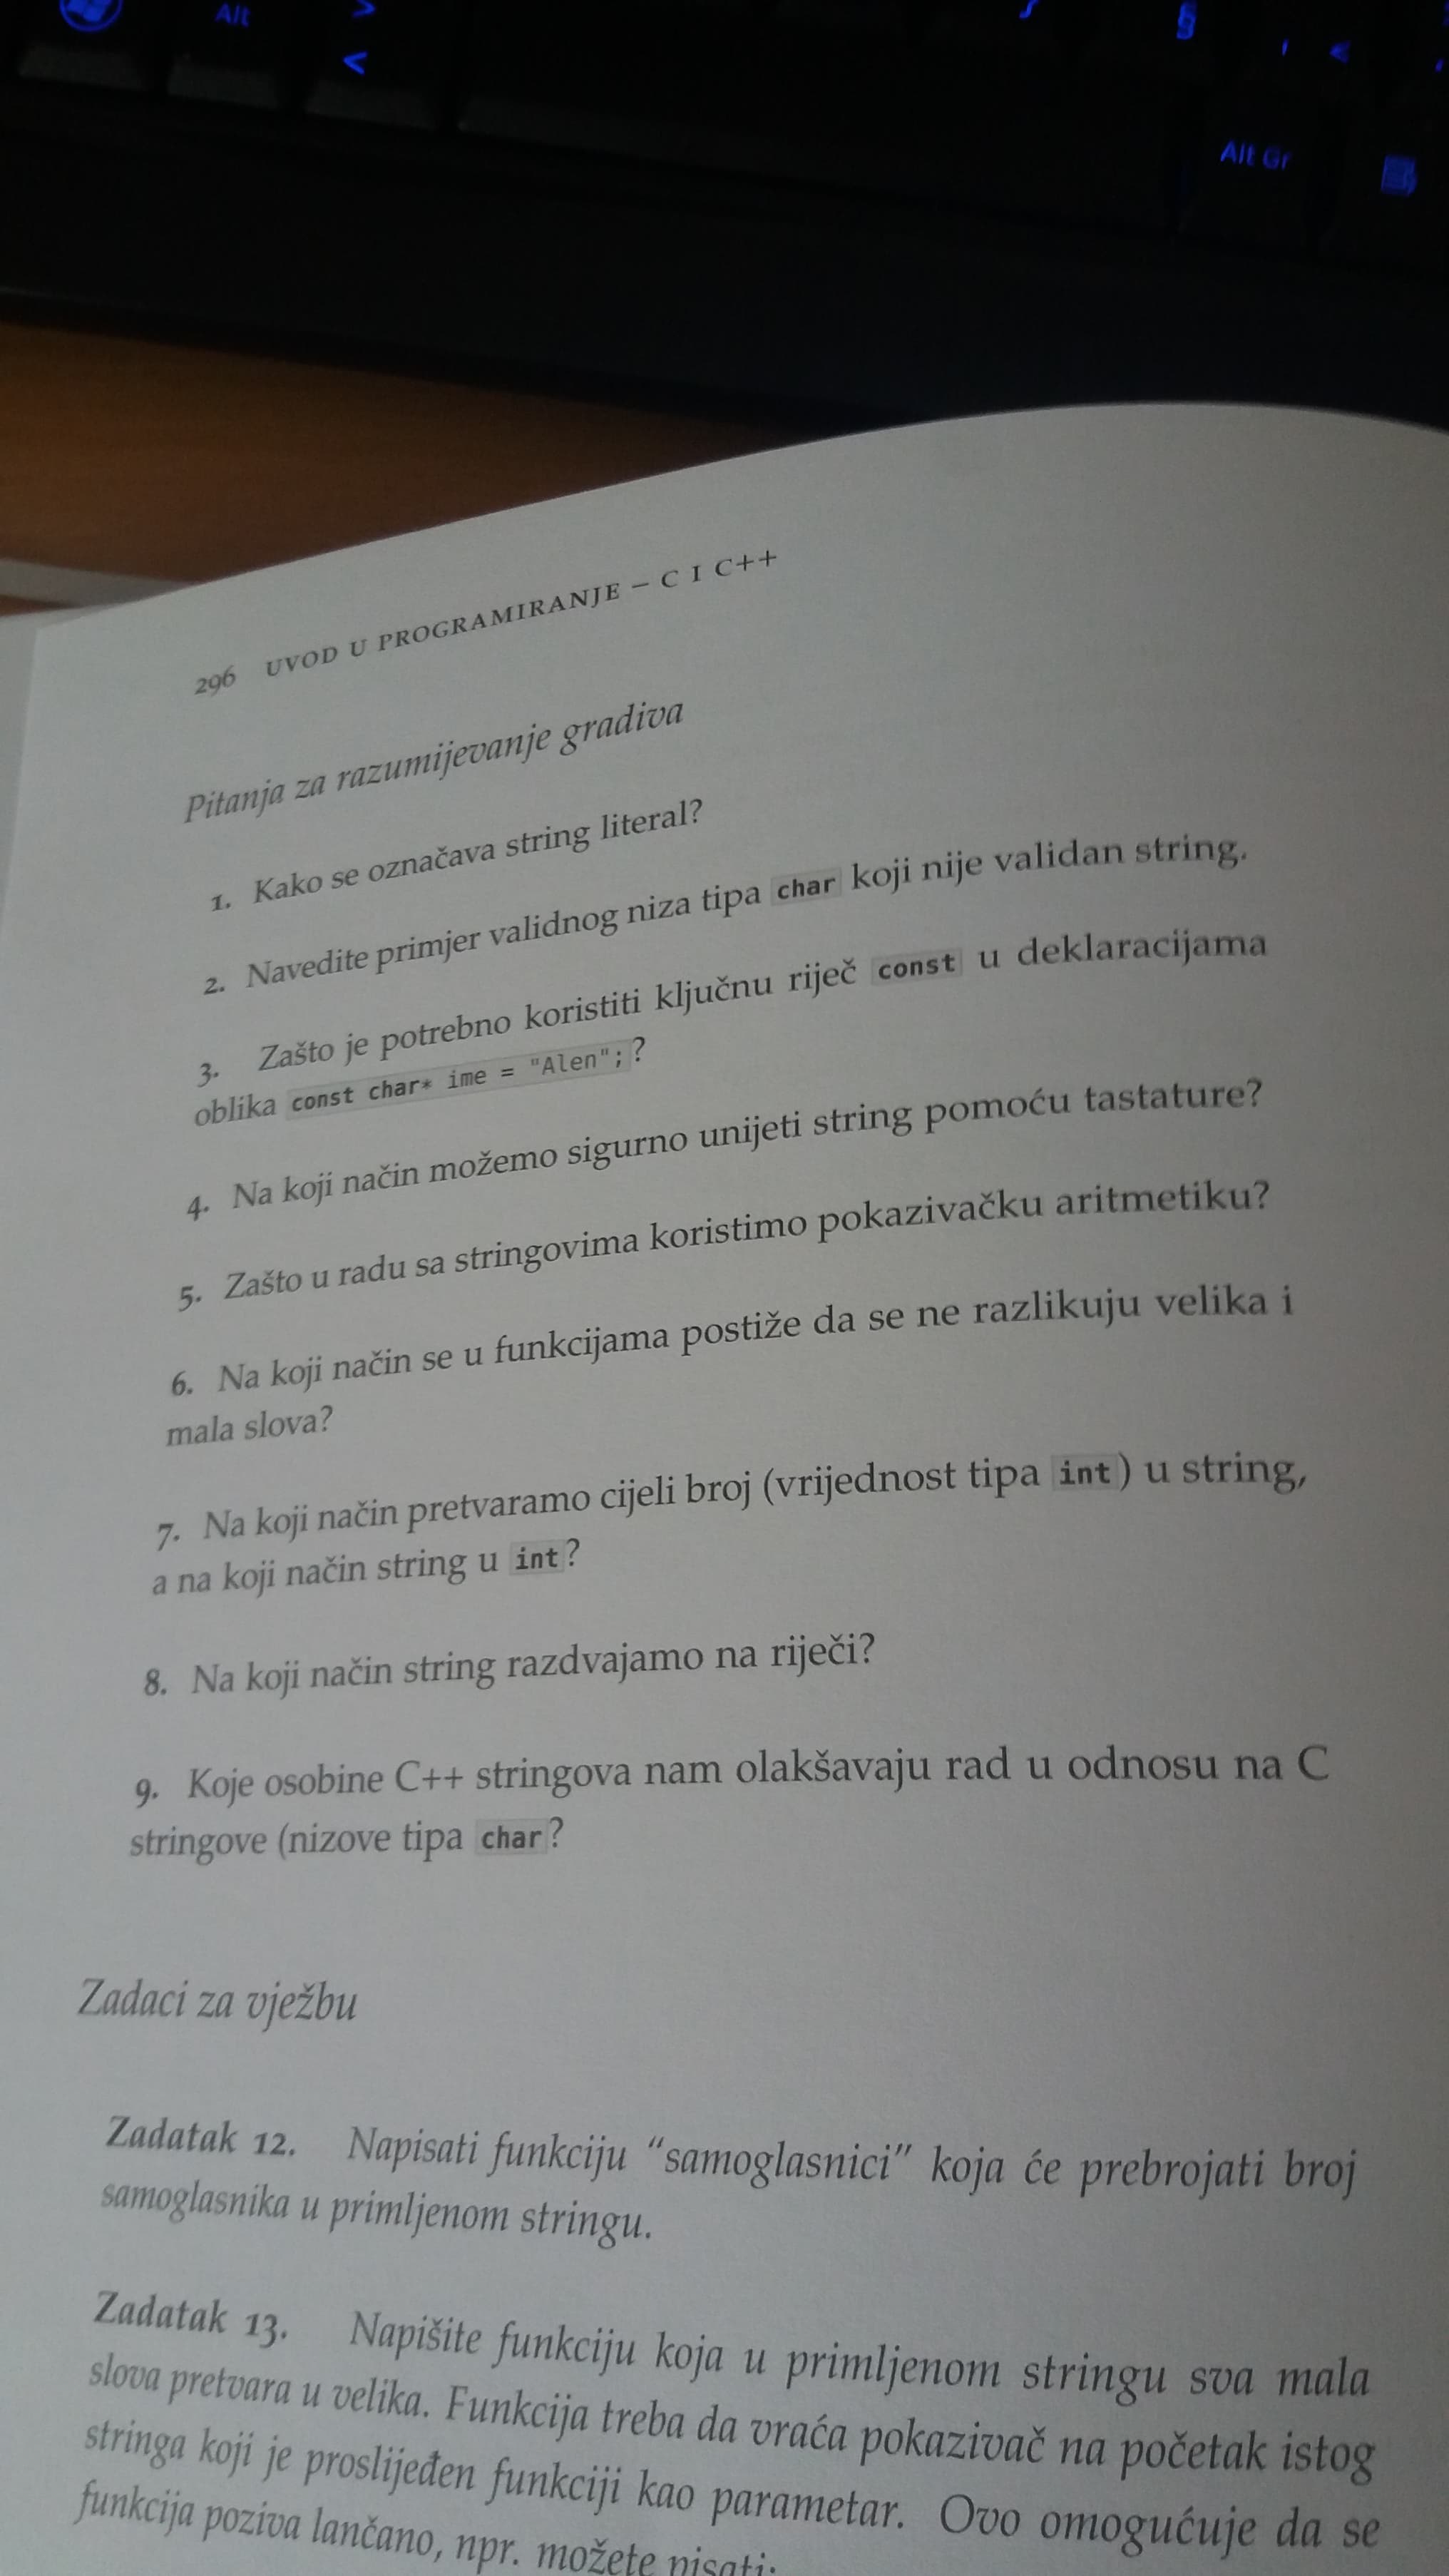 Alt
>
<
§
'
<
Alt Gr
296 UVOD U PROGRAMIRANJE – C I C++
Pitanja za razumijevanje gradiva
1. Kako se označava string literal?
2. Navedite primjer validnog niza tipa char koji nije validan string.
3. Zašto je potrebno koristiti ključnu riječ const u deklaracijama
oblika const char* ime = "Alen"; ?
4. Na koji način možemo sigurno unijeti string pomoću tastature?
5. Zašto u radu sa stringovima koristimo pokazivačku aritmetiku?
6. Na koji način se u funkcijama postiže da se ne razlikuju velika i
mala slova?
7. Na koji način pretvaramo cijeli broj (vrijednost tipa int) u string,
a na koji način string u int?
8. Na koji način string razdvajamo na riječi?
9. Koje osobine C++ stringova nam olakšavaju rad u odnosu na C
stringove (nizove tipa char?
Zadaci za vježbu
Zadatak 12. Napisati funkciju “samoglasnici” koja će prebrojati broj
samoglasnika u primljenom stringu.
Zadatak 13. Napišite funkciju koja u primljenom stringu sva mala
slova pretvara u velika. Funkcija treba da vraća pokazivač na početak istog
stringa koji je proslijeđen funkciji kao parametar. Ovo omogućuje da se
funkcija poziva lančano, npr. možete pisati: